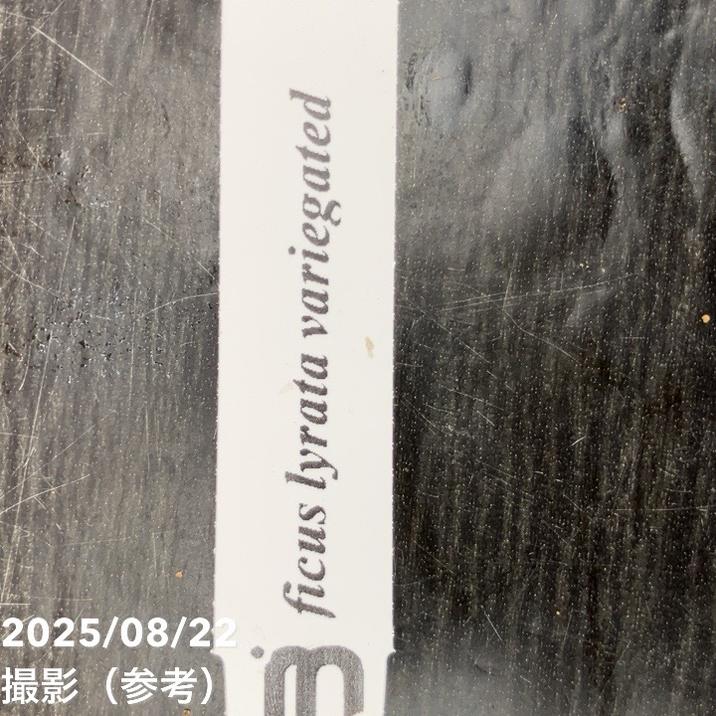 ficus lyrata variegated
2025/08/22
撮影（参考）